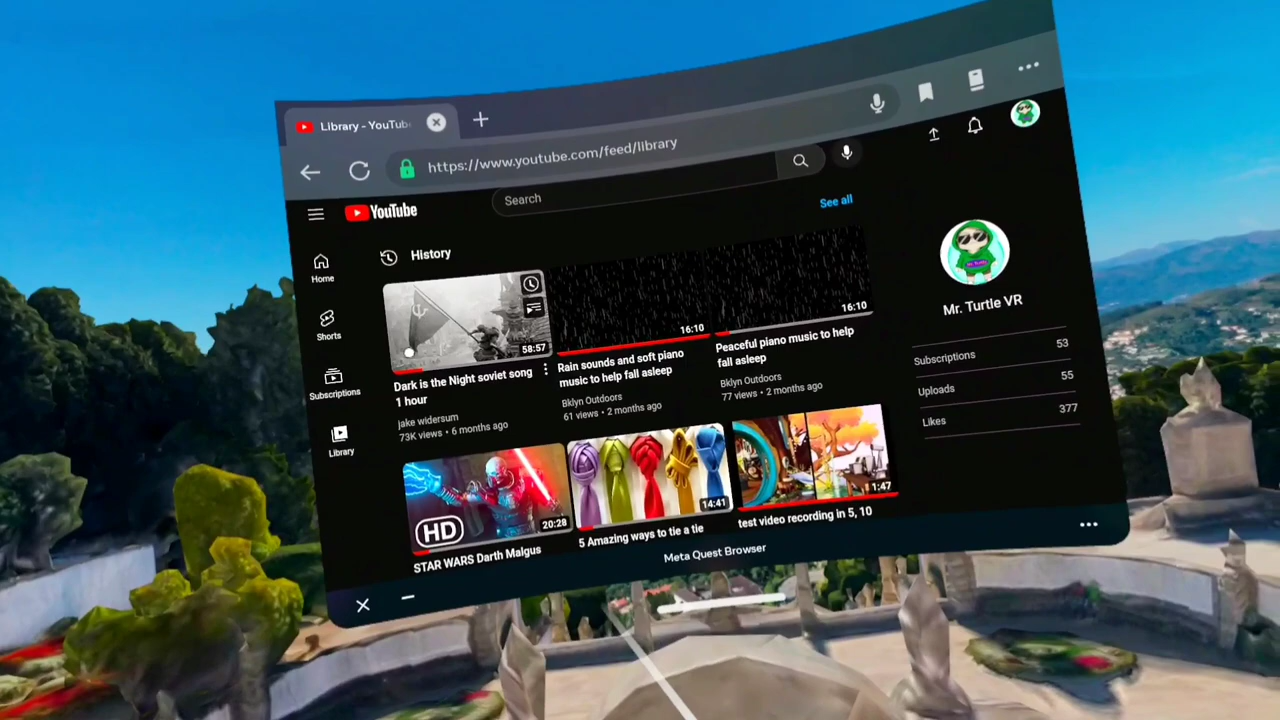 Library - YouTub
https://www.youtube.com/feed/library
YouTube
Search
See all
Home
Shorts
Subscriptions
Library
History
58:57
Dark is the Night soviet song
1 hour
jake widersum
73K views • 6 months ago
16:10
Rain sounds and soft piano
music to help fall asleep
Bklyn Outdoors
61 views • 2 months ago
16:10
Peaceful piano music to help
fall asleep
Bklyn Outdoors
77 views • 2 months ago
HD
20:28
STAR WARS Darth Malgus
14:41
5 Amazing ways to tie a tie
11:47
test video recording in 5, 10
Mr. Turtle VR
Subscriptions 53
Uploads 55
Likes 377
Meta Quest Browser